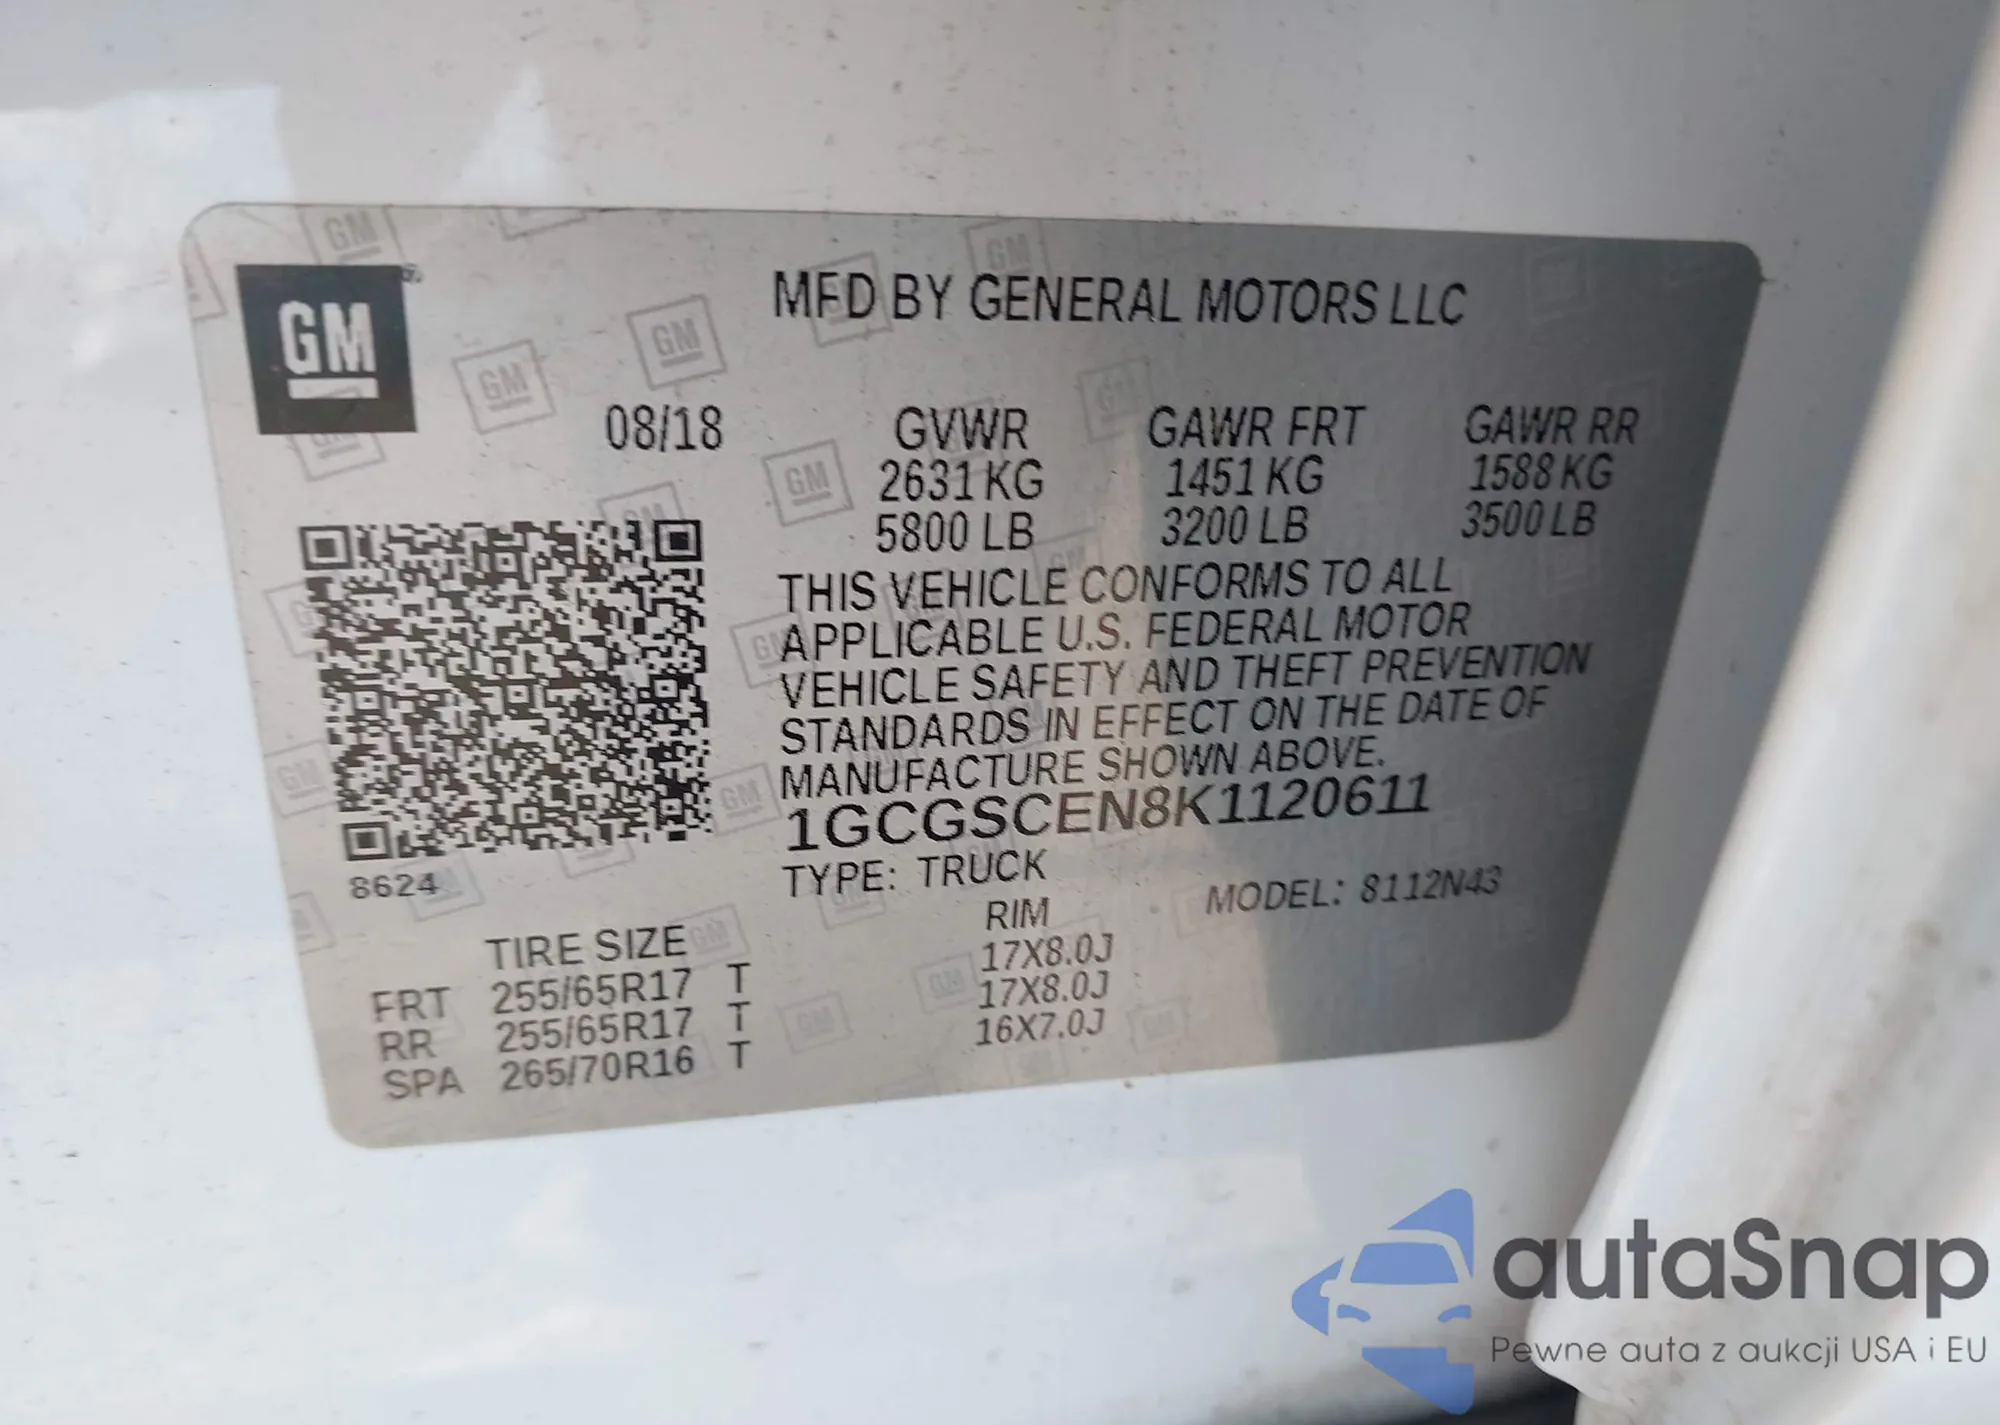 GM
MFD BY GENERAL MOTORS LLC
08/18
GVWR GAWR FRT GAWR RR
2631 KG 1451 KG 1588 KG
5800 LB 3200 LB 3500 LB
THIS VEHICLE CONFORMS TO ALL
APPLICABLE U.S. FEDERAL MOTOR
VEHICLE SAFETY AND THEFT PREVENTION
STANDARDS IN EFFECT ON THE DATE OF
MANUFACTURE SHOWN ABOVE.
1GCGSCEN8K1120611
8624
TYPE: TRUCK MODEL: 8112N43
TIRE SIZE RIM
FRT 255/65R17 T 17X8.0J
RR 255/65R17 T 17X8.0J
SPA 265/70R16 T 16X7.0J
autaSnap
Pewne auta z aukcji USA i EU